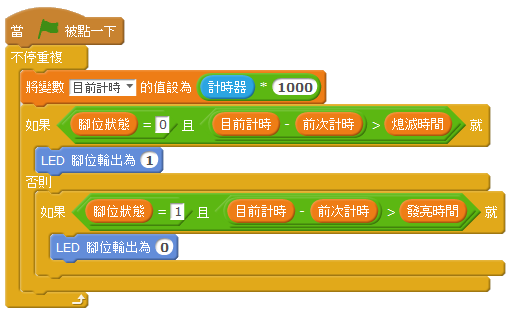 當 被點一下
不停重複
將變數 目前計時 的值設為 計時器 * 1000
如果 腳位狀態 = 0 且 目前計時 - 前次計時 > 熄滅時間 就
LED 腳位輸出為 1
否則
如果 腳位狀態 = 1 且 目前計時 - 前次計時 > 發亮時間 就
LED 腳位輸出為 0